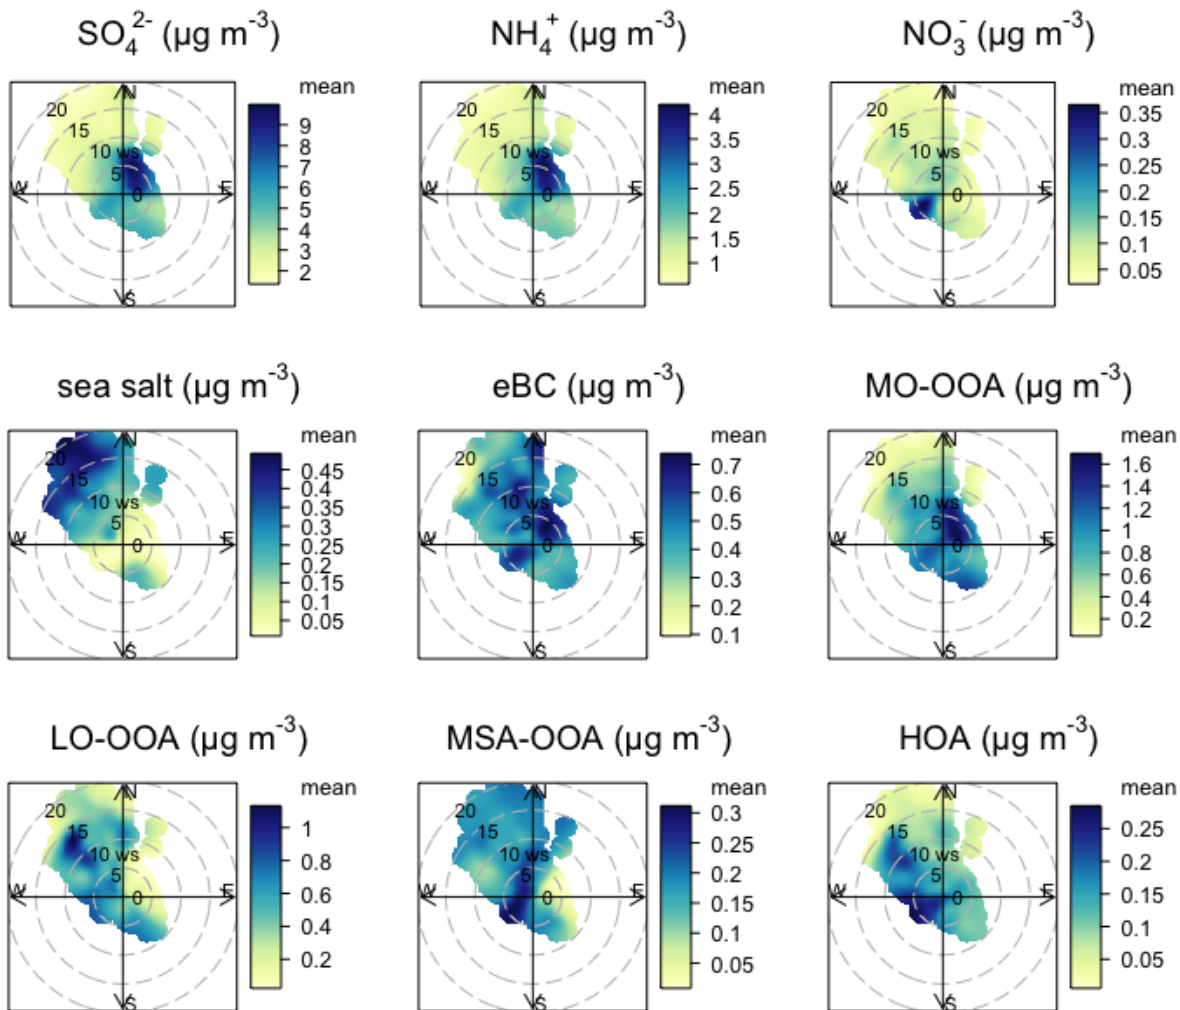 SO₄²⁻ (µg m⁻³)
mean
N
20
15
10 ws
5
0
W
E
S
9
8
7
6
5
4
3
2
NH₄⁺ (µg m⁻³)
mean
N
20
15
10 ws
5
0
W
E
S
4
3.5
3
2.5
2
1.5
1
NO₃⁻ (µg m⁻³)
mean
N
20
15
10 ws
5
0
W
E
S
0.35
0.3
0.25
0.2
0.15
0.1
0.05
sea salt (µg m⁻³)
mean
N
20
15
10 ws
5
0
W
E
S
0.45
0.4
0.35
0.3
0.25
0.2
0.15
0.1
0.05
eBC (µg m⁻³)
mean
N
20
15
10 ws
5
0
W
E
S
0.7
0.6
0.5
0.4
0.3
0.2
0.1
MO-OOA (µg m⁻³)
mean
N
20
15
10 ws
5
0
W
E
S
1.6
1.4
1.2
1
0.8
0.6
0.4
0.2
LO-OOA (µg m⁻³)
mean
N
20
15
10 ws
5
0
W
E
S
1
0.8
0.6
0.4
0.2
MSA-OOA (µg m⁻³)
mean
N
20
15
10 ws
5
0
W
E
S
0.3
0.25
0.2
0.15
0.1
0.05
HOA (µg m⁻³)
mean
N
20
15
10 ws
5
0
W
E
S
0.25
0.2
0.15
0.1
0.05